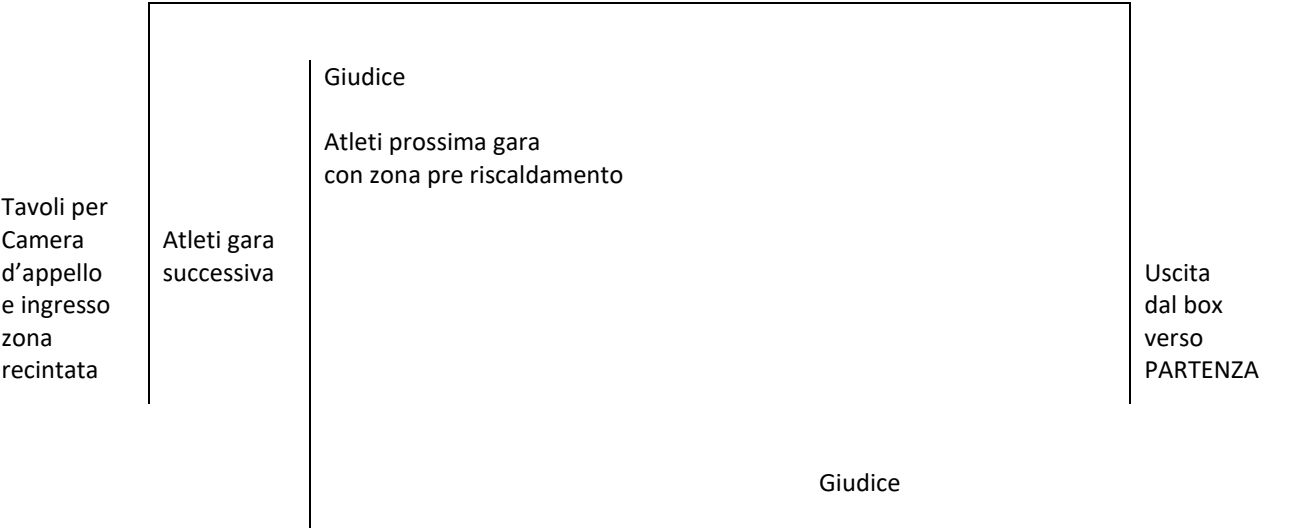 Giudice
Atleti prossima gara
con zona pre riscaldamento
Tavoli per
Camera
d’appello
e ingresso
zona
recintata
Atleti gara
successiva
Uscita
dal box
verso
PARTENZA
Giudice